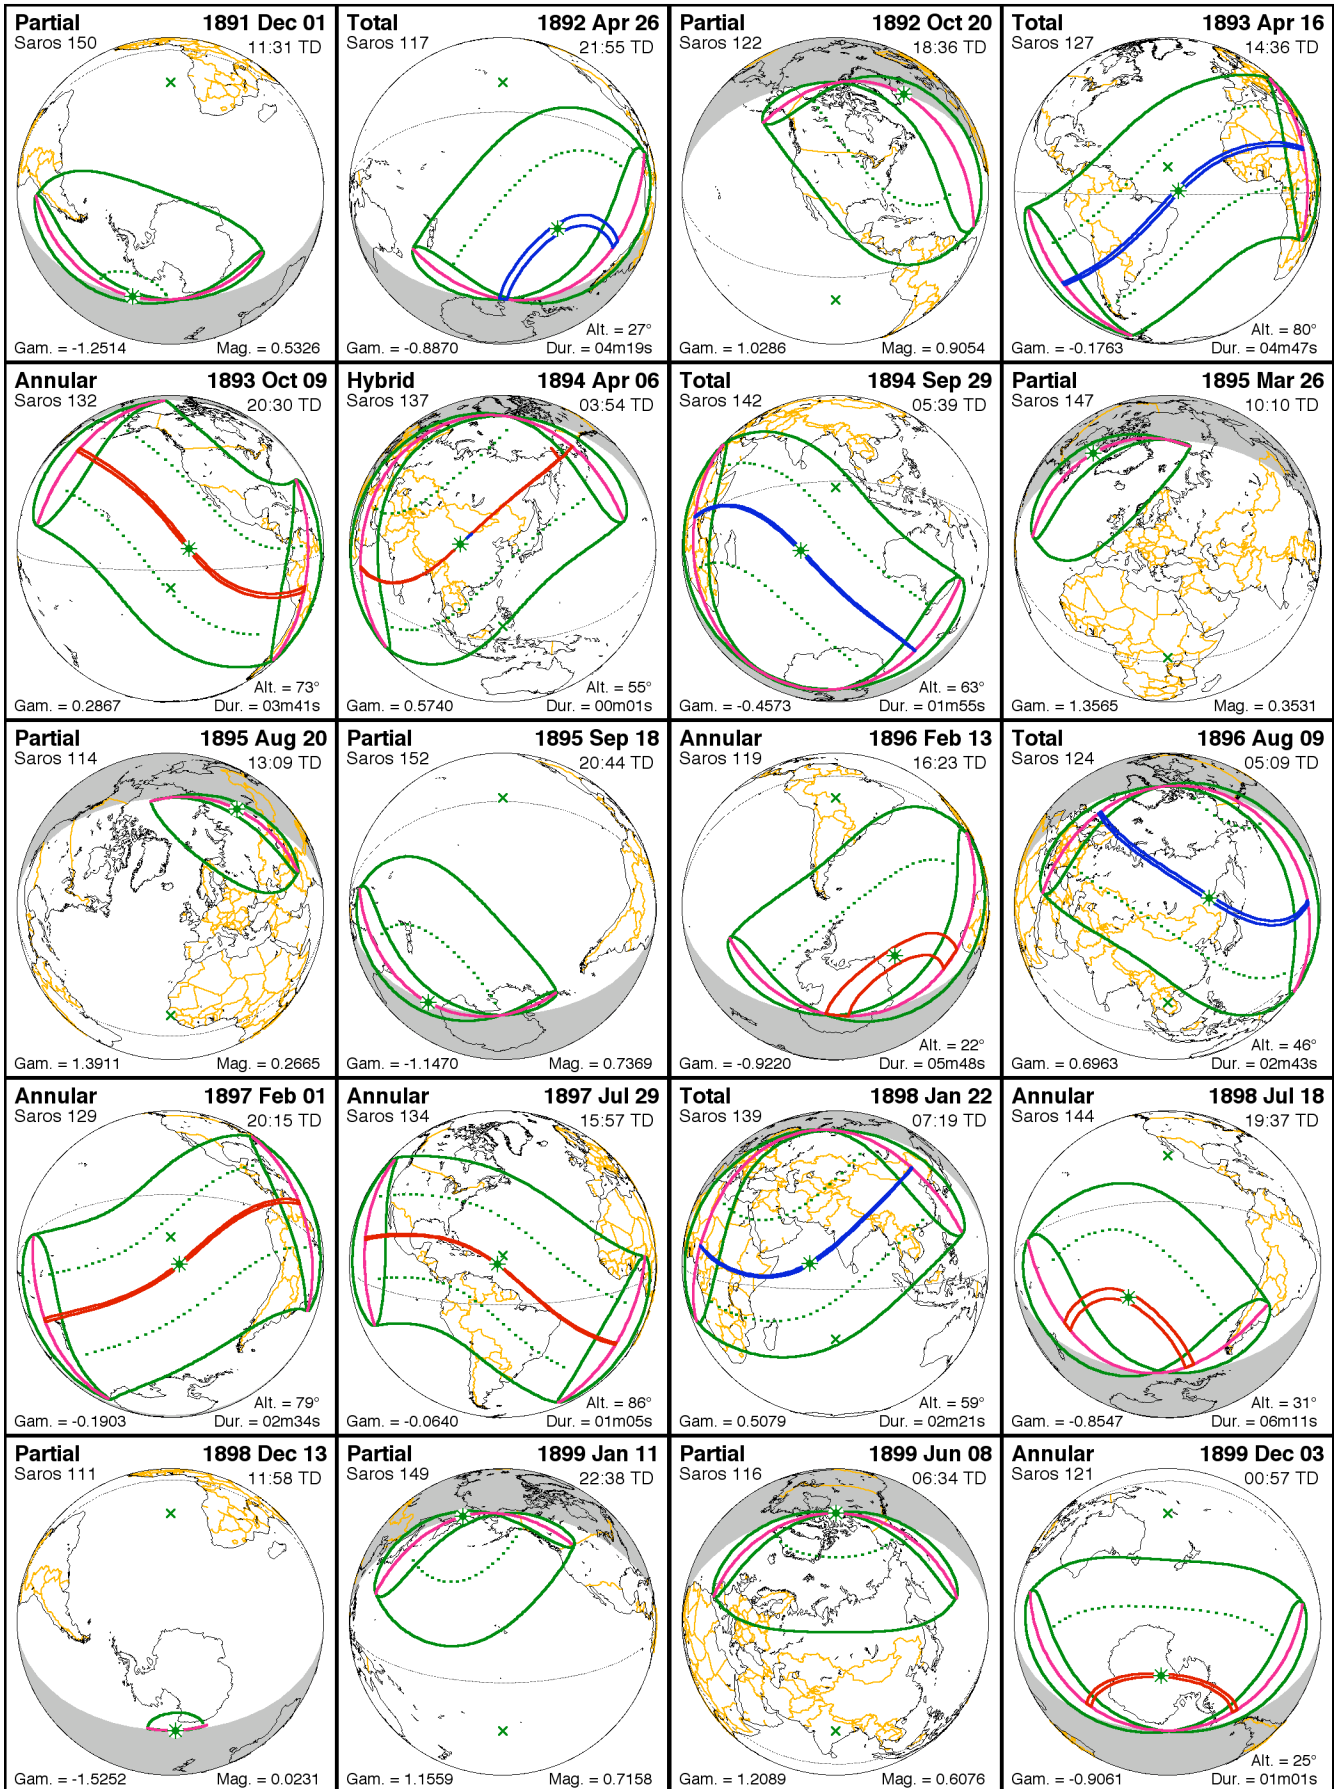 Partial 1891 Dec 01
Saros 150 11:31 TD
Gam. = -1.2514 Mag. = 0.5326
Total 1892 Apr 26
Saros 117 21:55 TD
Alt. = 27°
Gam. = -0.8870 Dur. = 04m19s
Partial 1892 Oct 20
Saros 122 18:36 TD
Gam. = 1.0286 Mag. = 0.9054
Total 1893 Apr 16
Saros 127 14:36 TD
Alt. = 80°
Gam. = -0.1763 Dur. = 04m47s
Annular 1893 Oct 09
Saros 132 20:30 TD
Alt. = 73°
Gam. = 0.2867 Dur. = 03m41s
Hybrid 1894 Apr 06
Saros 137 03:54 TD
Alt. = 55°
Gam. = 0.5740 Dur. = 00m01s
Total 1894 Sep 29
Saros 142 05:39 TD
Alt. = 63°
Gam. = -0.4573 Dur. = 01m55s
Partial 1895 Mar 26
Saros 147 10:10 TD
Gam. = 1.3565 Mag. = 0.3531
Partial 1895 Aug 20
Saros 114 13:09 TD
Gam. = 1.3911 Mag. = 0.2665
Partial 1895 Sep 18
Saros 152 20:44 TD
Gam. = -1.1470 Mag. = 0.7369
Annular 1896 Feb 13
Saros 119 16:23 TD
Alt. = 22°
Gam. = -0.9220 Dur. = 05m48s
Total 1896 Aug 09
Saros 124 05:09 TD
Alt. = 46°
Gam. = 0.6963 Dur. = 02m43s
Annular 1897 Feb 01
Saros 129 20:15 TD
Alt. = 79°
Gam. = -0.1903 Dur. = 02m34s
Annular 1897 Jul 29
Saros 134 15:57 TD
Alt. = 86°
Gam. = -0.0640 Dur. = 01m05s
Total 1898 Jan 22
Saros 139 07:19 TD
Alt. = 59°
Gam. = 0.5079 Dur. = 02m21s
Annular 1898 Jul 18
Saros 144 19:37 TD
Alt. = 31°
Gam. = -0.8547 Dur. = 06m11s
Partial 1898 Dec 13
Saros 111 11:58 TD
Gam. = -1.5252 Mag. = 0.0231
Partial 1899 Jan 11
Saros 149 22:38 TD
Gam. = 1.1559 Mag. = 0.7158
Partial 1899 Jun 08
Saros 116 06:34 TD
Gam. = 1.2089 Mag. = 0.6076
Annular 1899 Dec 03
Saros 121 00:57 TD
Alt. = 25°
Gam. = -0.9061 Dur. = 01m01s